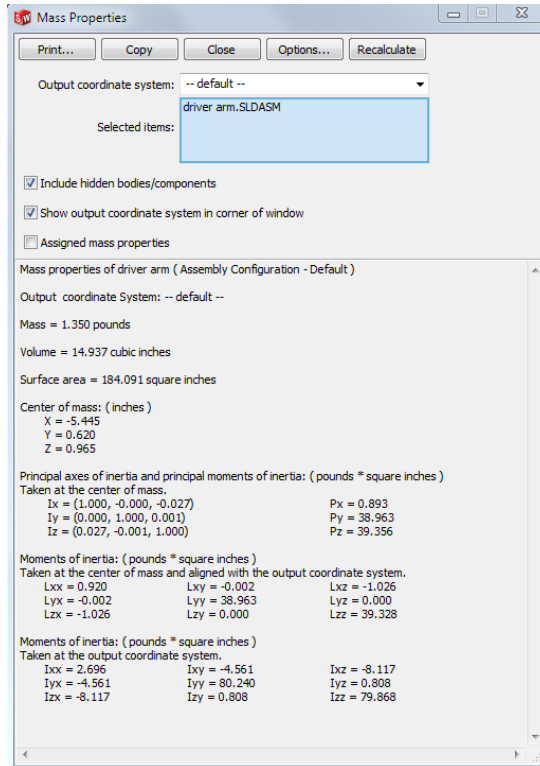 Mass Properties
Print... Copy Close Options... Recalculate
Output coordinate system: -- default --
Selected items: driver arm.SLDASM
Include hidden bodies/components
Show output coordinate system in corner of window
Assigned mass properties
Mass properties of driver arm ( Assembly Configuration - Default )
Output coordinate System: -- default --
Mass = 1.350 pounds
Volume = 14.937 cubic inches
Surface area = 184.091 square inches
Center of mass: ( inches )
X = -5.445
Y = 0.620
Z = 0.965
Principal axes of inertia and principal moments of inertia: ( pounds * square inches )
Taken at the center of mass.
Ix = (1.000, -0.000, -0.027) Px = 0.893
Iy = (0.000, 1.000, 0.001) Py = 38.963
Iz = (0.027, -0.001, 1.000) Pz = 39.356
Moments of inertia: ( pounds * square inches )
Taken at the center of mass and aligned with the output coordinate system.
Lxx = 0.920 Lxy = -0.002 Lxz = -1.026
Lyx = -0.002 Lyy = 38.963 Lyz = 0.000
Lzx = -1.026 Lzy = 0.000 Lzz = 39.328
Moments of inertia: ( pounds * square inches )
Taken at the output coordinate system.
Ixx = 2.696 Ixy = -4.561 Ixz = -8.117
Iyx = -4.561 Iyy = 80.240 Iyz = 0.808
Izx = -8.117 Izy = 0.808 Izz = 79.868